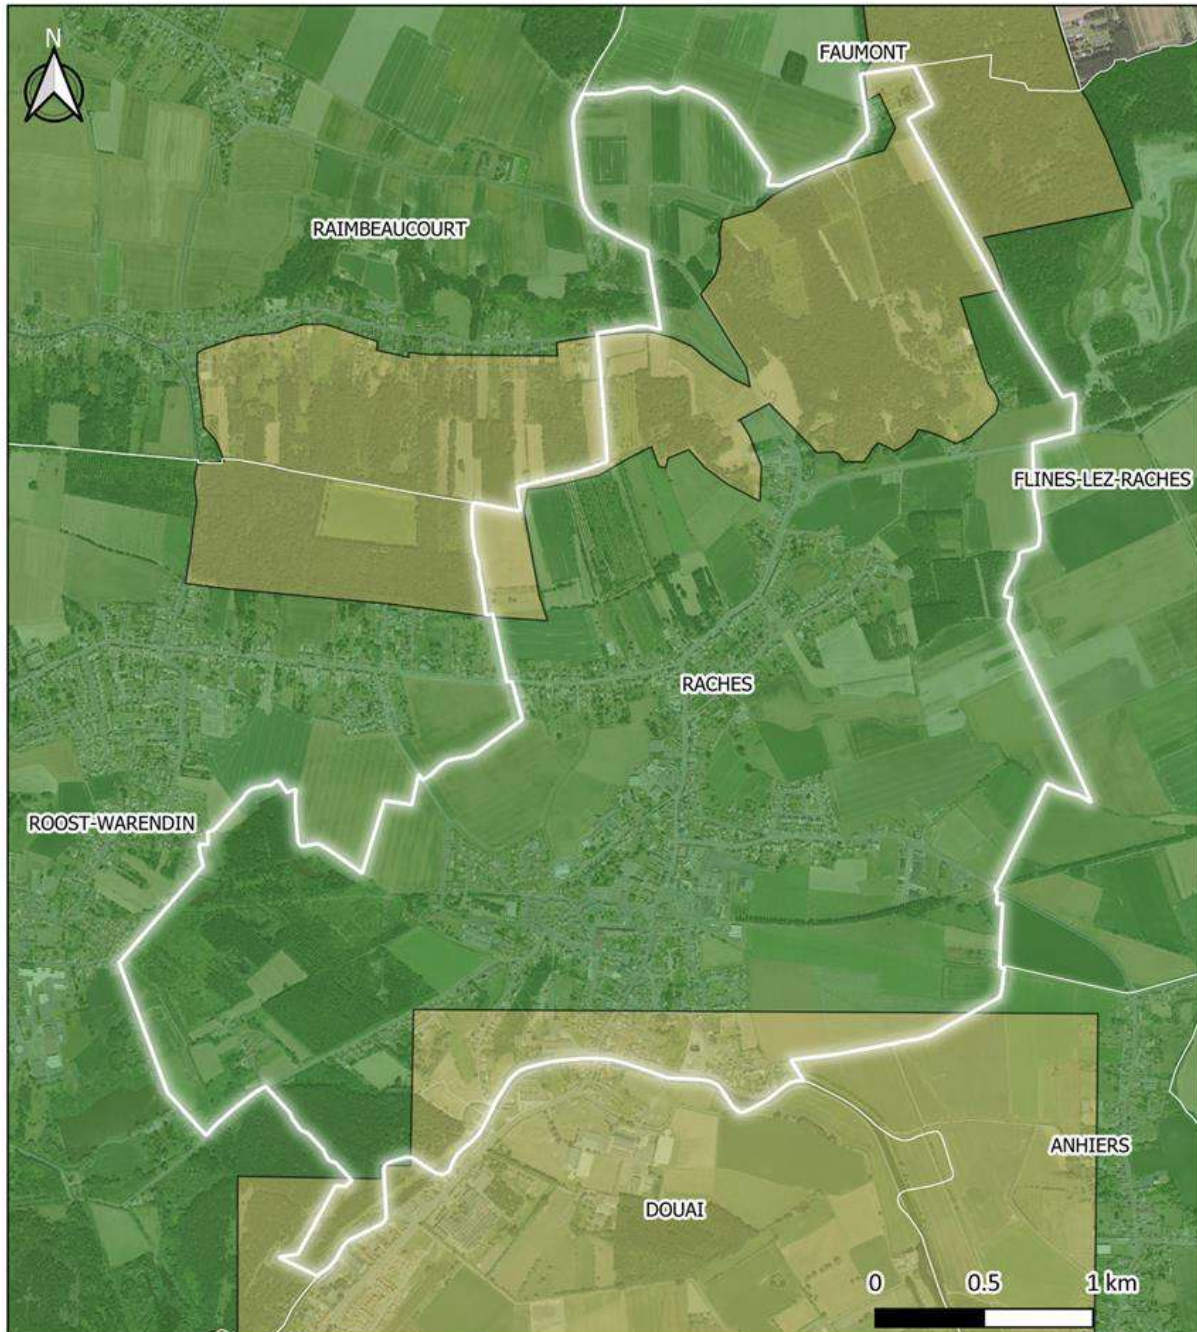 N
FAUMONT
RAIMBEAUCOURT
FLINES-LEZ-RACHES
RACHES
ROOST-WARENDIN
ANHIERS
DOUAI
0 0.5 1 km